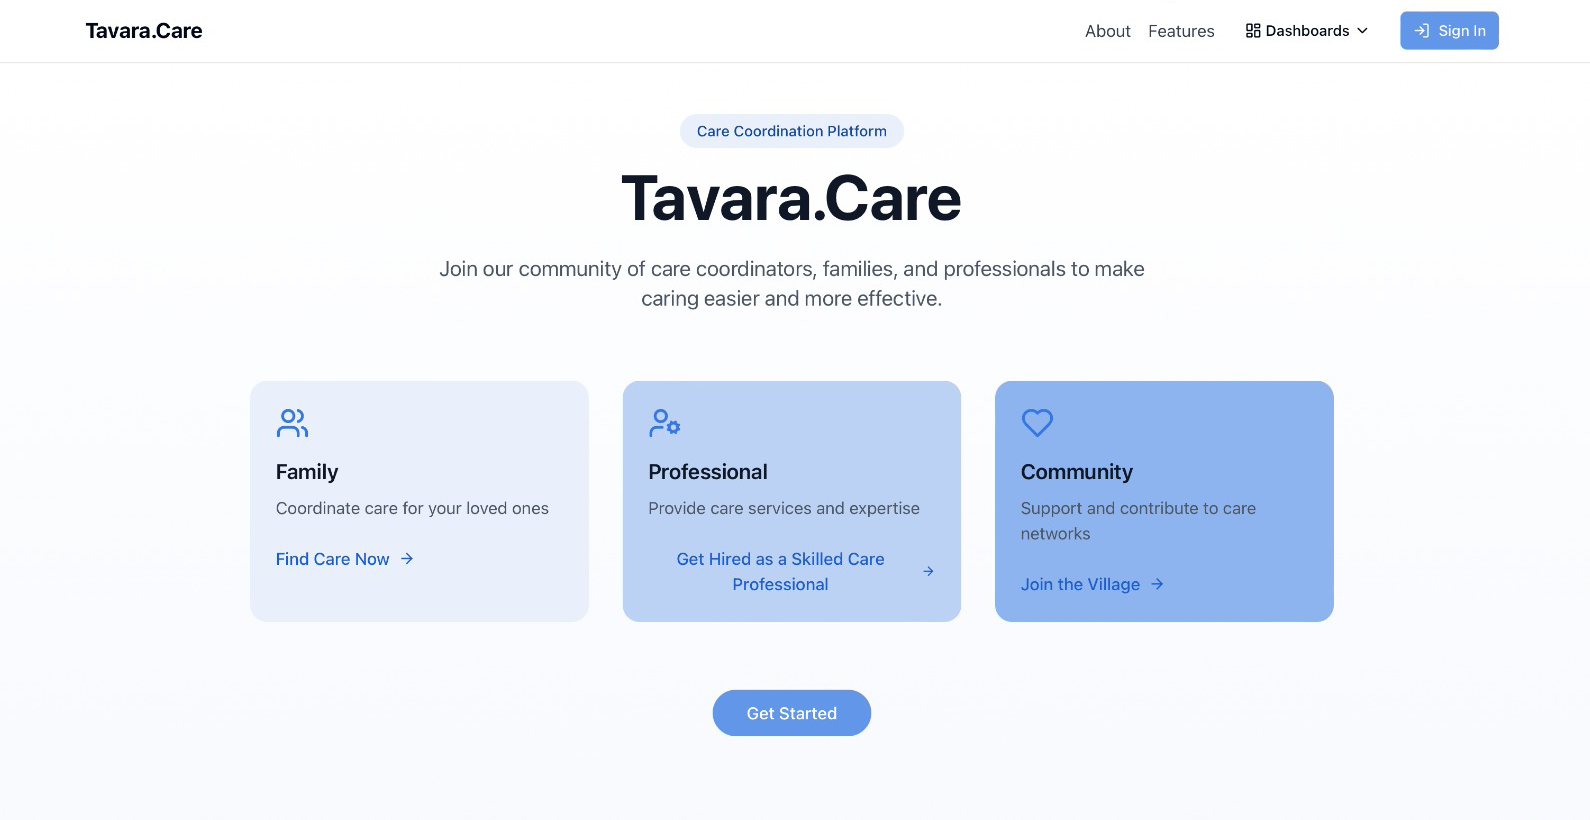 Tavara.Care
About
Features
Dashboards
Sign In
Care Coordination Platform
Tavara.Care
Join our community of care coordinators, families, and professionals to make
caring easier and more effective.
Family
Coordinate care for your loved ones
Find Care Now
Professional
Provide care services and expertise
Get Hired as a Skilled Care
Professional
Community
Support and contribute to care
networks
Join the Village
Get Started